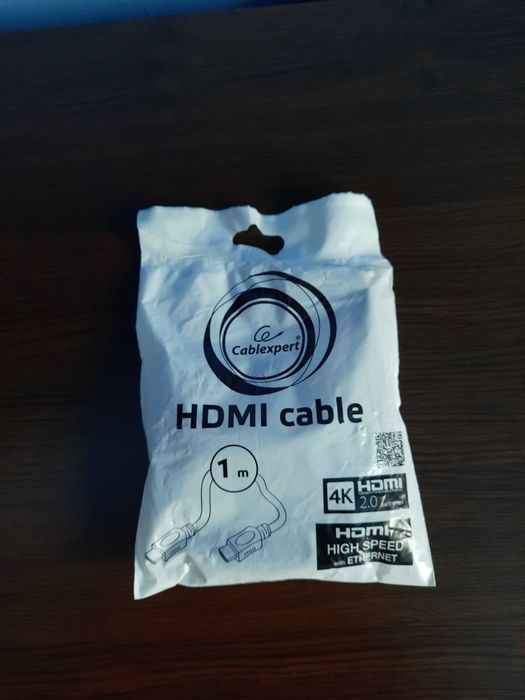 Cablexpert®
HDMI cable
1 m
4K HDMI
2.0
HDMI
HIGH SPEED
with ETHERNET